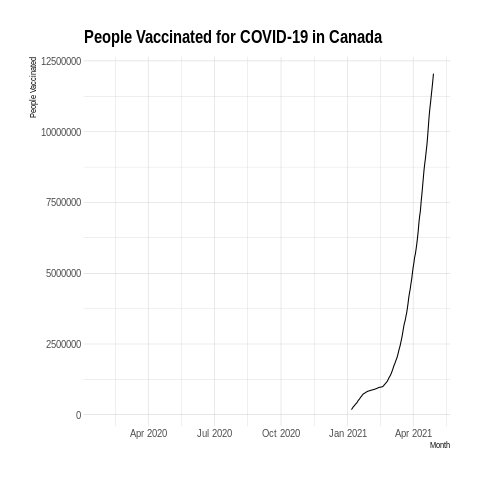 People Vaccinated for COVID-19 in Canada
People Vaccinated
12500000
10000000
7500000
5000000
2500000
0
Apr 2020 Jul 2020 Oct 2020 Jan 2021 Apr 2021
Month